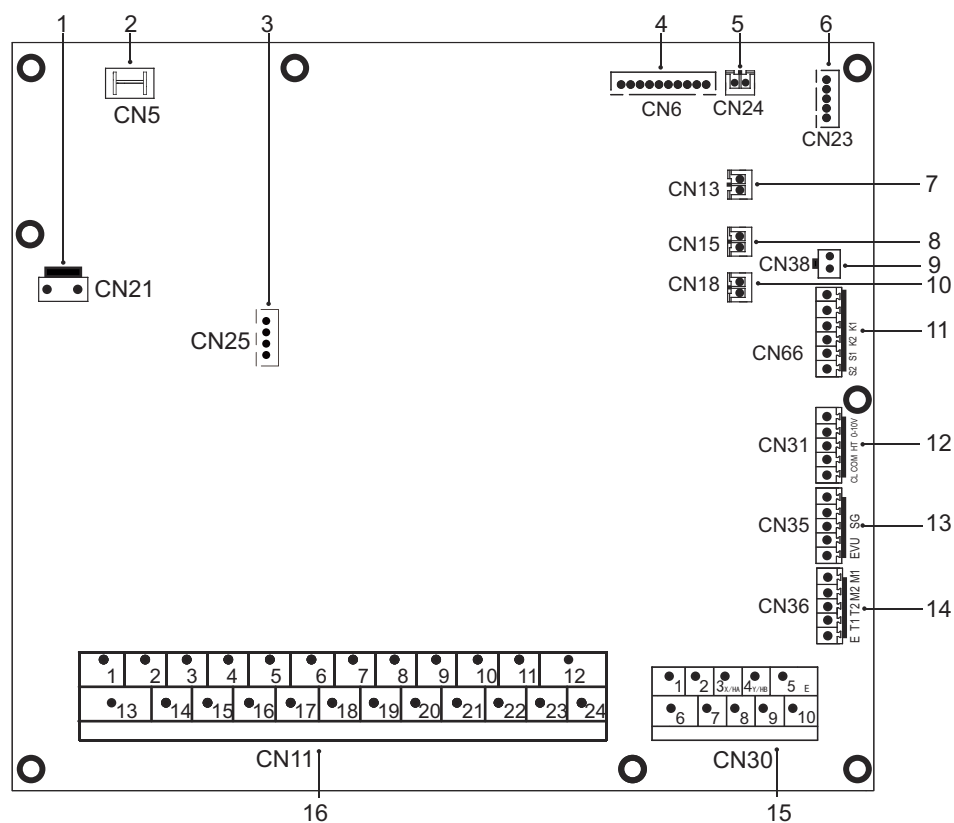 1 2 3 4 5 6
CN5
CN6
CN24
CN23
CN13
7
CN15
8
CN38
9
CN21
CN18
10
CN25
CN66
S2 S1 K2 K1
11
CN31
CL COM HT 0-10V
12
CN35
EVU SG
13
CN36
E T1 T2 M2 M1
14
1 2 3 4 5 6 7 8 9 10 11 12
13 14 15 16 17 18 19 20 21 22 23 24
CN11
1 2 3X/HA 4Y/HB 5 E
6 7 8 9 10
CN30
16
15